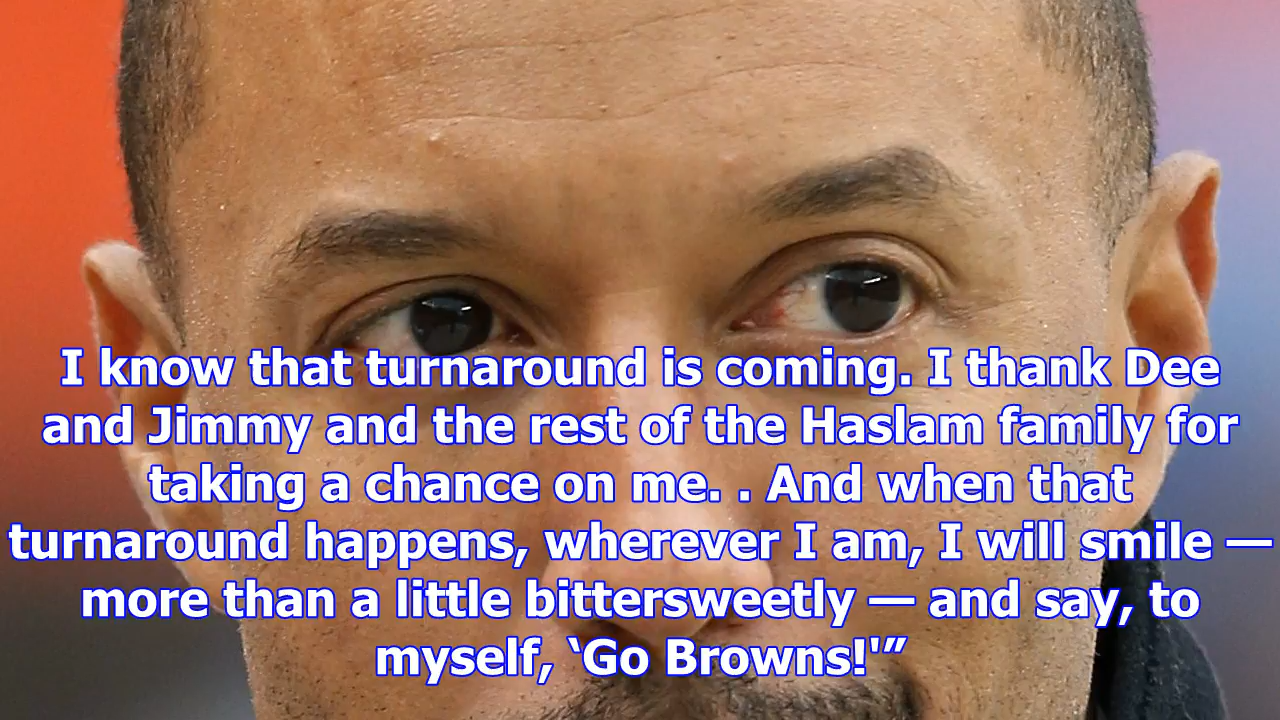 I know that turnaround is coming. I thank Dee
and Jimmy and the rest of the Haslam family for
taking a chance on me. . And when that
turnaround happens, wherever I am, I will smile —
more than a little bittersweetly — and say, to
myself, ‘Go Browns!'”